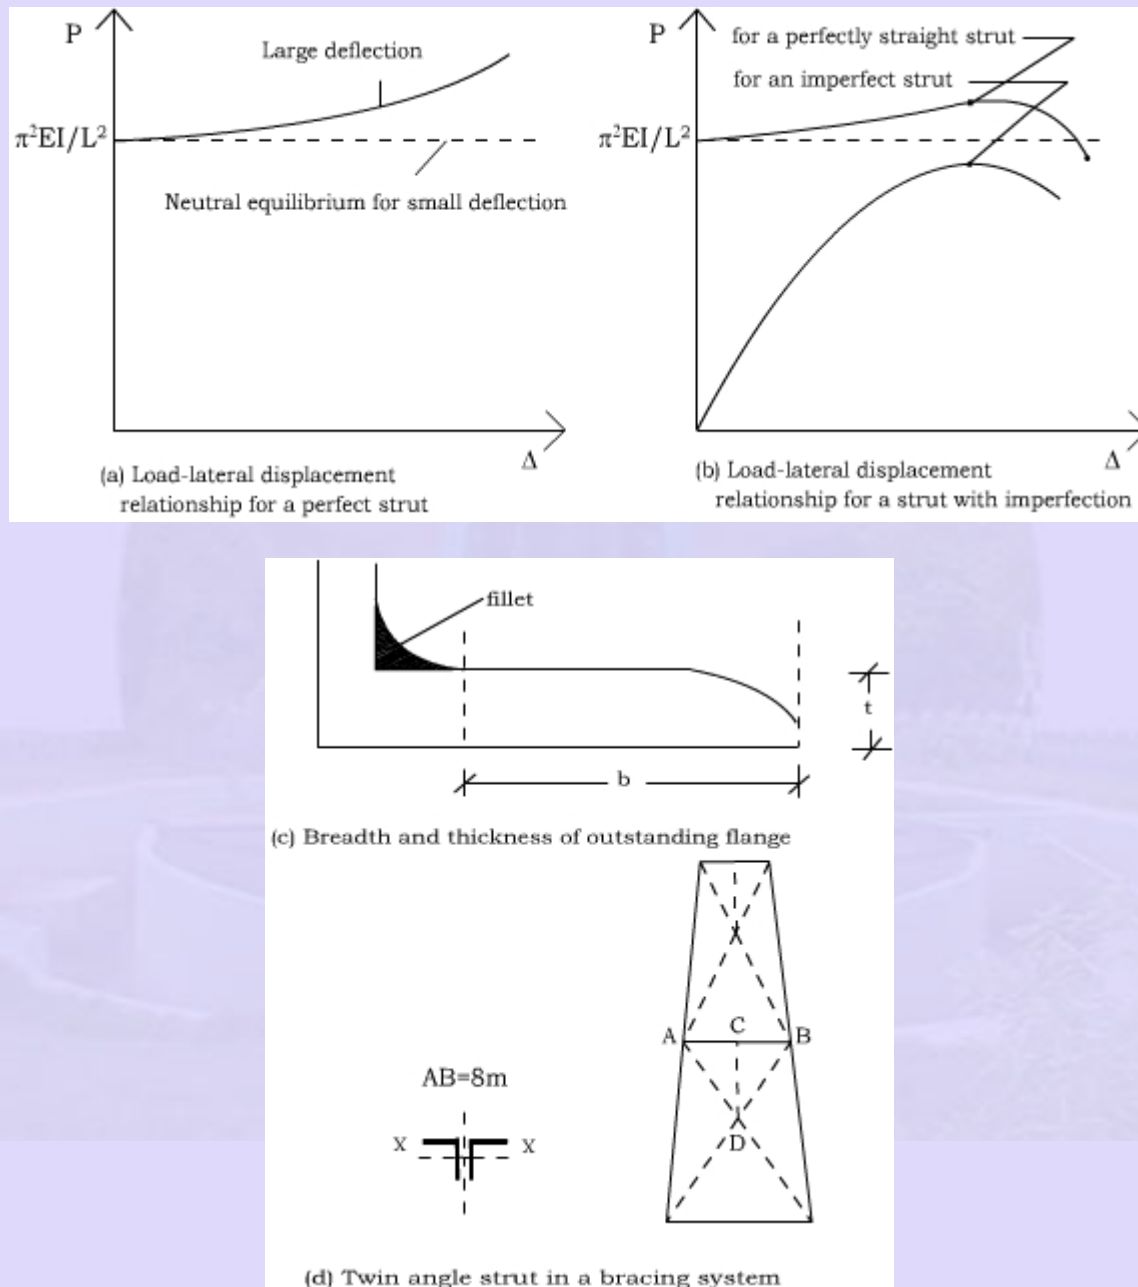 P
Large deflection
π²EI/L²
Neutral equilibrium for small deflection
Δ
(a) Load-lateral displacement
relationship for a perfect strut
P
for a perfectly straight strut
for an imperfect strut
π²EI/L²
Δ
(b) Load-lateral displacement
relationship for a strut with imperfection
fillet
t
b
(c) Breadth and thickness of outstanding flange
A
C
B
AB=8m
X
X
D
(d) Twin angle strut in a bracing system